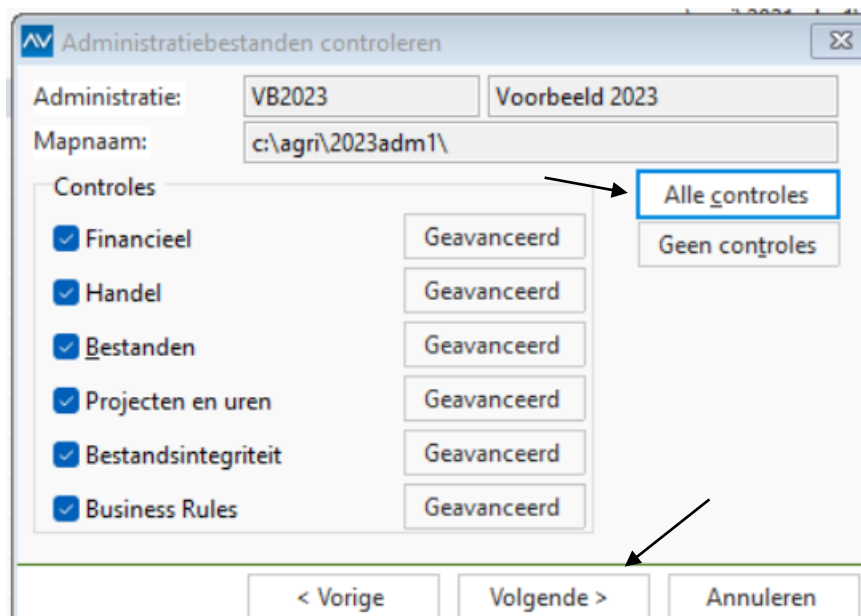 Administratiebestanden controleren
Administratie: VB2023 Voorbeeld 2023
Mapnaam: c:\agri\2023adm1\
Controles
Alle controles
Financieel Geavanceerd
Geen controles
Handel Geavanceerd
Bestanden Geavanceerd
Projecten en uren Geavanceerd
Bestandsintegriteit Geavanceerd
Business Rules Geavanceerd
< Vorige Volgende > Annuleren